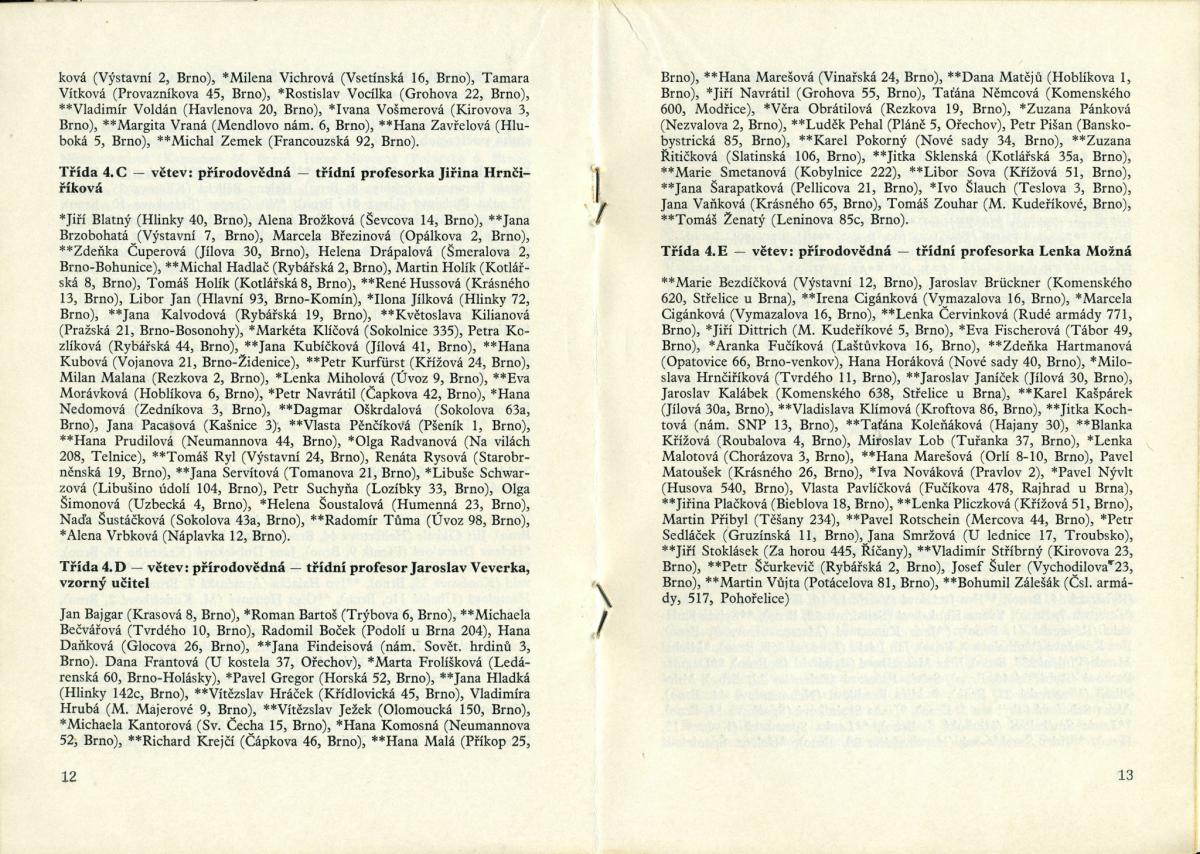 ková (Výstavní 2, Brno), *Milena Vichrová (Vsetínská 16, Brno), Tamara
Vítková (Provazníkova 45, Brno), *Rostislav Vocílka (Grohova 22, Brno),
**Vladimír Voldán (Havlenova 20, Brno), *Ivana Vošmerová (Kirovova 3,
Brno), **Margita Vraná (Mendlovo nám. 6, Brno), **Hana Zavřelová (Hlu-
boká 5, Brno), **Michal Zemek (Francouzská 92, Brno).
Třída 4.C — větev: přírodovědná — třídní profesorka Jiřina Hrnči-
říková
*Jiří Blatný (Hlinky 40, Brno), Alena Brožková (Ševcova 14, Brno), **Jana
Brzobohatá (Výstavní 7, Brno), Marcela Březinová (Opálkova 2, Brno),
**Zdeňka Čuperová (Jílova 30, Brno), Helena Drápalová (Šmeralova 2,
Brno-Bohunice), **Michal Hadlač (Rybářská 2, Brno), Martin Holík (Kotlář-
ská 8, Brno), Tomáš Holík (Kotlářská 8, Brno), **René Hussová (Krásného
13, Brno), Libor Jan (Hlavní 93, Brno-Komín), *Ilona Jílková (Hlinky 72,
Brno), **Jana Kalvodová (Rybářská 19, Brno), **Květoslava Kilianová
(Pražská 21, Brno-Bosonohy), *Markéta Klíčová (Sokolnice 335), Petra Ko-
zlíková (Rybářská 44, Brno), **Jana Kubíčková (Jílová 41, Brno), **Hana
Kubová (Vojanova 21, Brno-Židenice), **Petr Kurfürst (Křížová 24, Brno),
Milan Malana (Rezkova 2, Brno), *Lenka Miholová (Úvoz 9, Brno), **Eva
Morávková (Hoblíkova 6, Brno), *Petr Navrátil (Čapkova 42, Brno), *Hana
Nedomová (Zedníkova 3, Brno), **Dagmar Oškrdalová (Sokolova 63a,
Brno), Jana Pacasová (Kašnice 3), **Vlasta Pěnčíková (Pšeník 1, Brno),
**Hana Prudilová (Neumannova 44, Brno), *Olga Radvanová (Na vilách
208, Telnice), **Tomáš Ryl (Výstavní 24, Brno), Renáta Rysová (Starobr-
něnská 19, Brno), **Jana Servítová (Tomanova 21, Brno), *Libuše Schwar-
zová (Libušino údolí 104, Brno), Petr Suchyňa (Lozíbky 33, Brno), Olga
Šimonová (Uzbecká 4, Brno), *Helena Šoustalová (Humenná 23, Brno),
Naďa Šustáčková (Sokolova 43a, Brno), **Radomír Tůma (Úvoz 98, Brno),
*Alena Vrbková (Náplavka 12, Brno).
Třída 4.D — větev: přírodovědná — třídní profesor Jaroslav Veverka,
vzorný učitel
Jan Bajgar (Krasová 8, Brno), *Roman Bartoš (Trýbova 6, Brno), **Michaela
Bečvářová (Tvrdého 10, Brno), Radomil Boček (Podolí u Brna 204), Hana
Daňková (Glocova 26, Brno), **Jana Findeisová (nám. Sovět. hrdinů 3,
Brno). Dana Frantová (U kostela 37, Ořechov), *Marta Frolíšková (Ledá-
renská 60, Brno-Holásky), *Pavel Gregor (Horská 52, Brno), **Jana Hladká
(Hlinky 142c, Brno), **Vítězslav Hráček (Křídlovická 45, Brno), Vladimíra
Hrubá (M. Majerové 9, Brno), **Vítězslav Ježek (Olomoucká 150, Brno),
*Michaela Kantorová (Sv. Čecha 15, Brno), *Hana Komosná (Neumannova
52, Brno), **Richard Krejčí (Čápkova 46, Brno), **Hana Malá (Příkop 25,
12
Brno), **Hana Marešová (Vinařská 24, Brno), **Dana Matějů (Hoblíkova 1,
Brno), *Jiří Navrátil (Grohova 55, Brno), Taťána Němcová (Komenského
600, Modřice), *Věra Obrátilová (Rezkova 19, Brno), *Zuzana Pánková
(Nezvalova 2, Brno), **Luděk Pehal (Pláně 5, Ořechov), Petr Pišan (Bansko-
bystrická 85, Brno), **Karel Pokorný (Nové sady 34, Brno), **Zuzana
Řitičková (Slatinská 106, Brno), **Jitka Sklenská (Kotlářská 35a, Brno),
**Marie Smetanová (Kobylnice 222), **Libor Sova (Křížová 51, Brno),
**Jana Šarapatková (Pellicova 21, Brno), *Ivo Šlauch (Teslova 3, Brno),
Jana Vaňková (Krásného 65, Brno), Tomáš Zouhar (M. Kudeříkové, Brno),
**Tomáš Ženatý (Leninova 85c, Brno).
Třída 4.E — větev: přírodovědná — třídní profesorka Lenka Možná
**Marie Bezdíčková (Výstavní 12, Brno), Jaroslav Brückner (Komenského
620, Střelice u Brna), **Irena Cigánková (Vymazalova 16, Brno), *Marcela
Cigánková (Vymazalova 16, Brno), **Lenka Červinková (Rudé armády 771,
Brno), *Jiří Dittrich (M. Kudeříkové 5, Brno), *Eva Fischerová (Tábor 49,
Brno), *Aranka Fučíková (Laštůvkova 16, Brno), **Zdeňka Hartmanová
(Opatovice 66, Brno-venkov), Hana Horáková (Nové sady 40, Brno), *Milo-
slava Hrnčiříková (Tvrdého 11, Brno), **Jaroslav Janíček (Jílová 30, Brno),
Jaroslav Kalábek (Komenského 638, Střelice u Brna), **Karel Kašpárek
(Jílová 30a, Brno), **Vladislava Klímová (Kroftova 86, Brno), **Jitka Koch-
tová (nám. SNP 13, Brno), **Taťána Koleňáková (Hajany 30), **Blanka
Křížová (Roubalova 4, Brno), Miroslav Lob (Tuřanka 37, Brno), *Lenka
Malotová (Chorázova 3, Brno), **Hana Marešová (Orlí 8-10, Brno), Pavel
Matoušek (Krásného 26, Brno), *Iva Nováková (Pravlov 2), *Pavel Nývlt
(Husova 540, Brno), Vlasta Pavlíčková (Fučíkova 478, Rajhrad u Brna),
**Jiřina Plačková (Bieblova 18, Brno), **Lenka Pliczková (Křížová 51, Brno),
Martin Přibyl (Těšany 234), **Pavel Rotschein (Mercova 44, Brno), *Petr
Sedláček (Gruzínská 11, Brno), Jana Smržová (U lednice 17, Troubsko),
**Jiří Stoklásek (Za horou 445, Říčany), **Vladimír Stříbrný (Kirovova 23,
Brno), **Petr Ščurkevič (Rybářská 2, Brno), Josef Šuler (Vychodilova 23,
Brno), **Martin Vůjta (Potácelova 81, Brno), **Bohumil Zálešák (Čsl. armá-
dy, 517, Pohořelice)
13